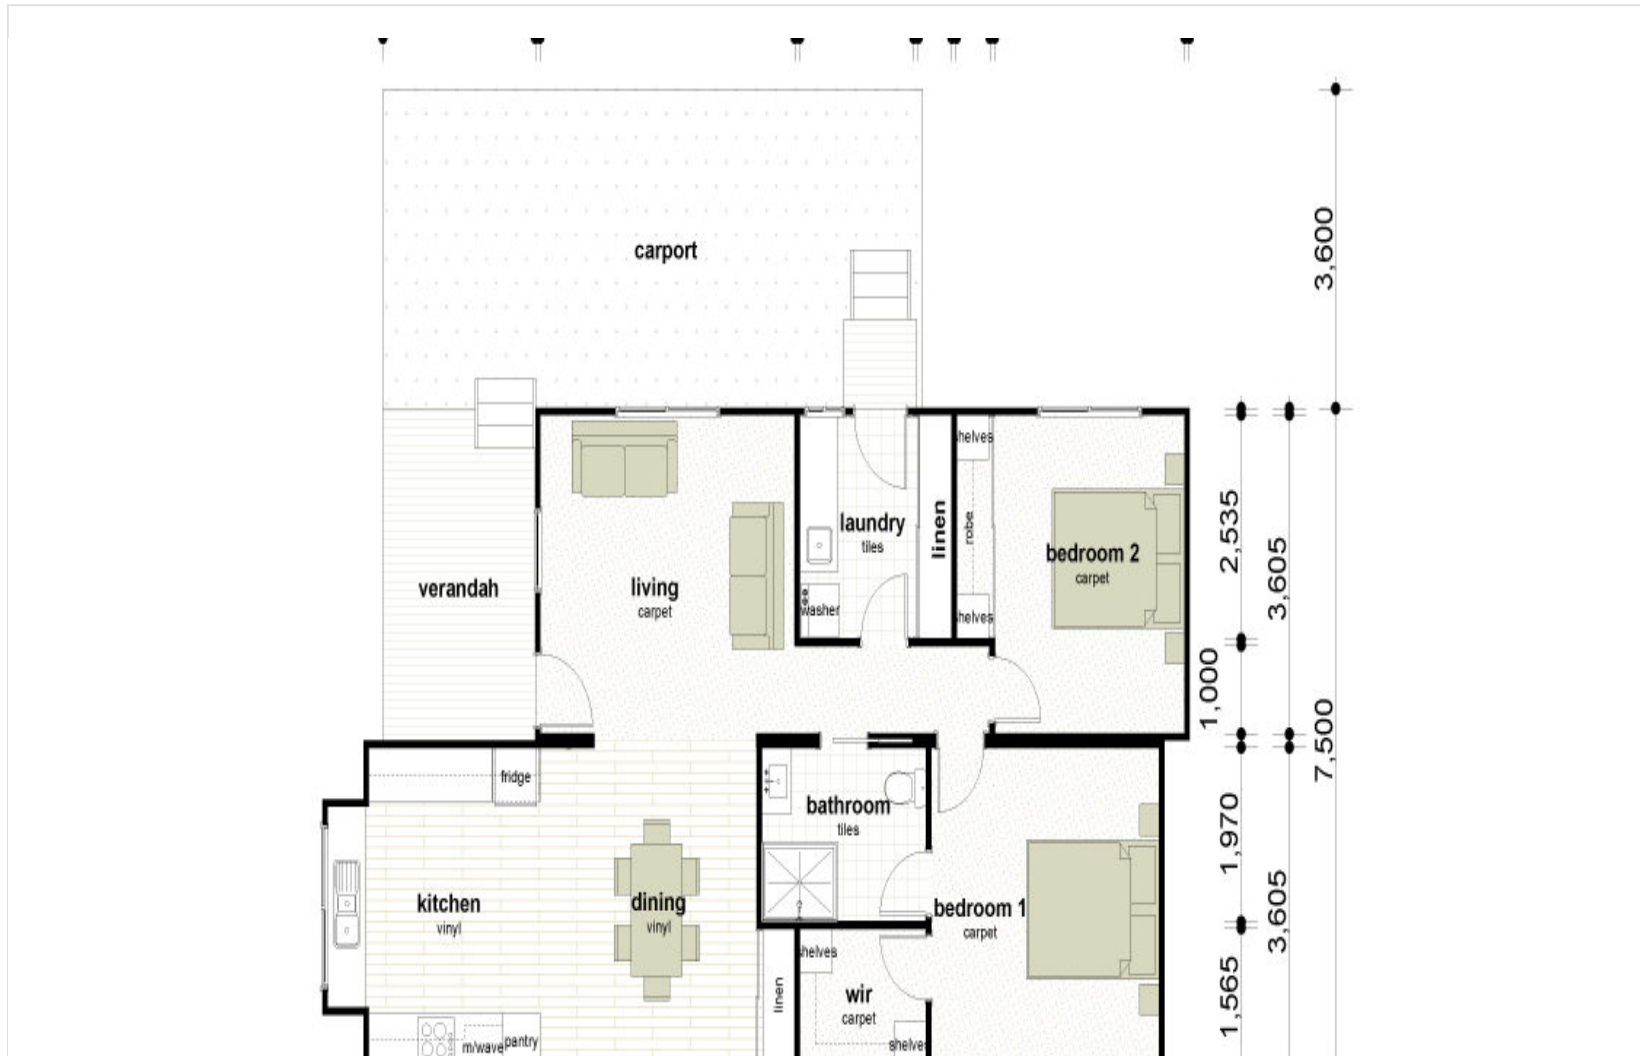 carport
3,600
shelves
linen
robe
2,535
laundry
tiles
bedroom 2
carpet
3,605
verandah
living
carpet
washer
shelves
1,000
7,500
fridge
bathroom
tiles
1,970
kitchen
vinyl
dining
vinyl
bedroom 1
carpet
3,605
shelves
linen
wir
carpet
1,565
m/wave
pantry
shelves